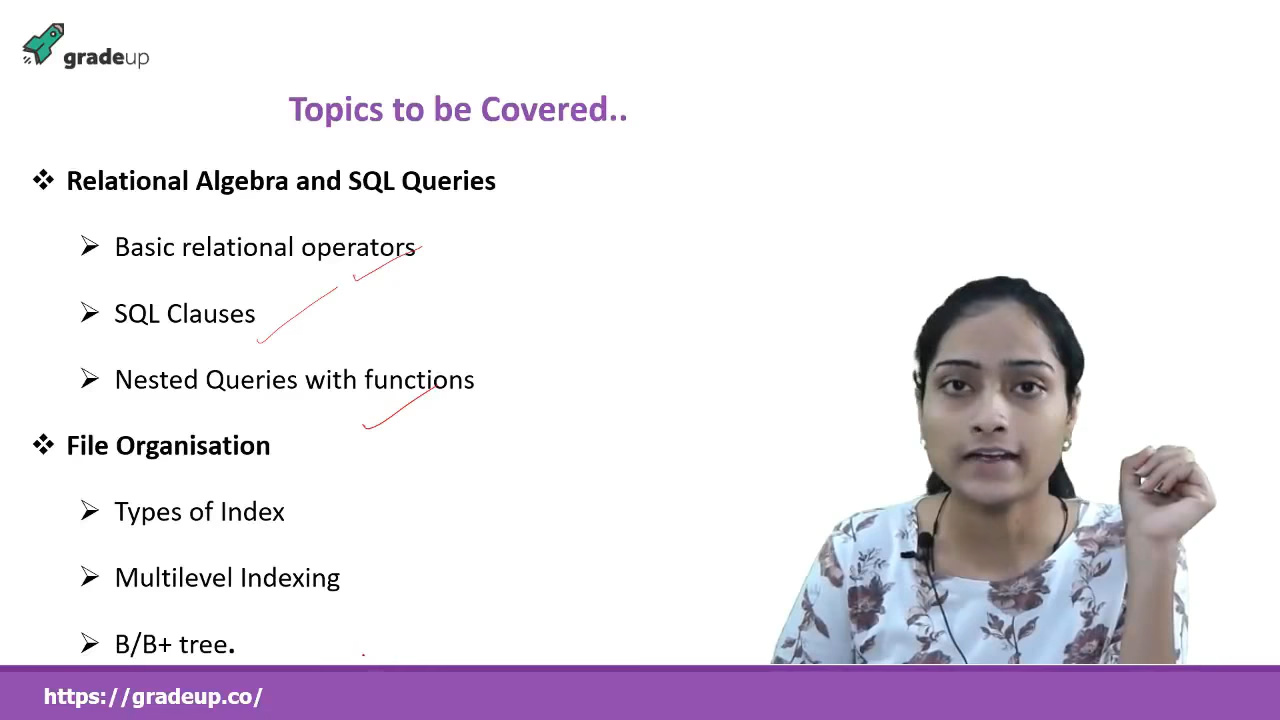 gradeup
Topics to be Covered..
❖ Relational Algebra and SQL Queries
➢ Basic relational operators
➢ SQL Clauses
➢ Nested Queries with functions
❖ File Organisation
➢ Types of Index
➢ Multilevel Indexing
➢ B/B+ tree.
https://gradeup.co/